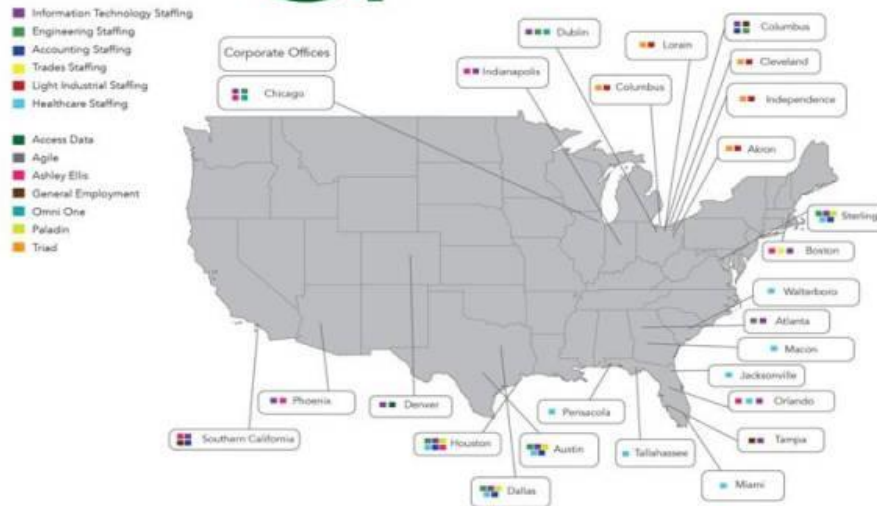 Information Technology Staffing
Engineering Staffing
Accounting Staffing
Trades Staffing
Light Industrial Staffing
Healthcare Staffing
Access Data
Agile
Ashley Ellis
General Employment
Omni One
Paladin
Triad
Corporate Offices
Chicago
Indianapolis
Dublin
Columbus
Lorain
Columbus
Cleveland
Independence
Akron
Sterling
Boston
Walterboro
Atlanta
Macon
Jacksonville
Orlando
Tampa
Miami
Tallahassee
Pensacola
Austin
Dallas
Houston
Denver
Phoenix
Southern California